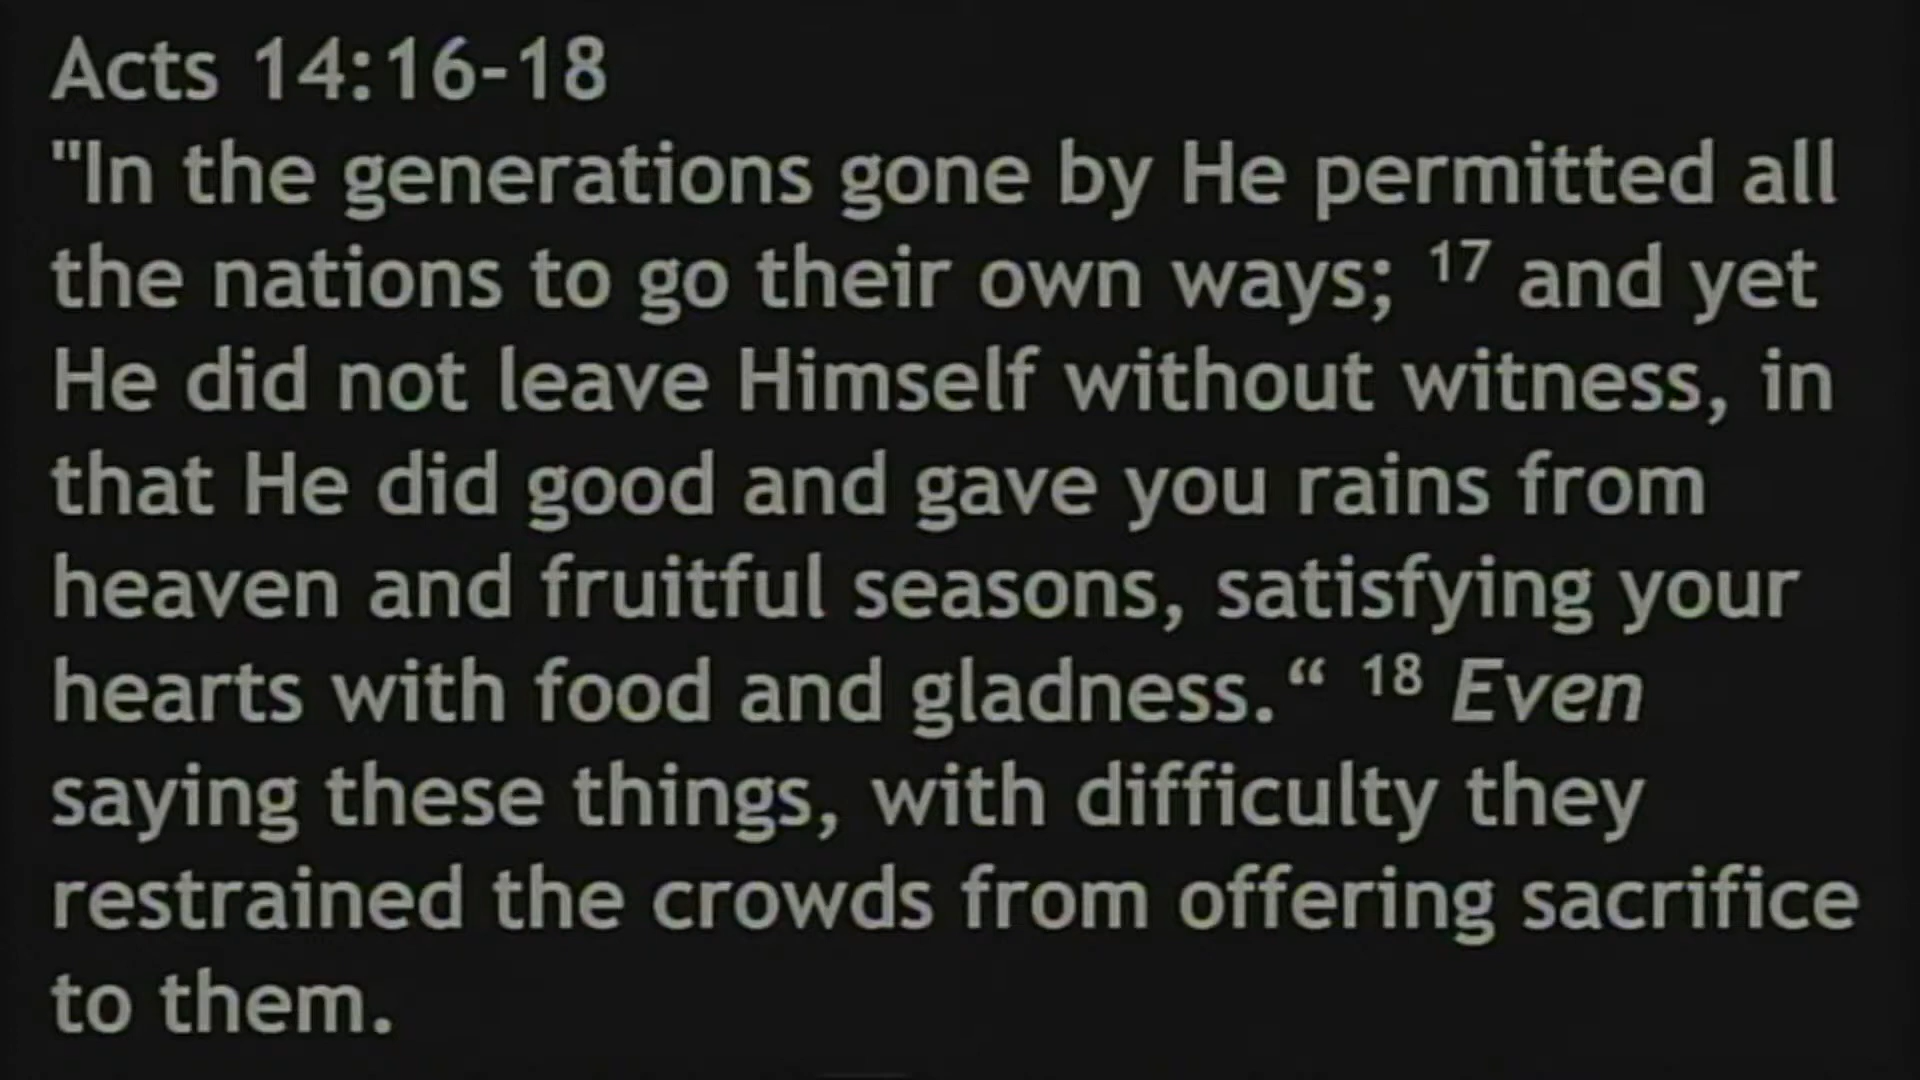 Acts 14:16-18
"In the generations gone by He permitted all
the nations to go their own ways; 17 and yet
He did not leave Himself without witness, in
that He did good and gave you rains from
heaven and fruitful seasons, satisfying your
hearts with food and gladness.“ 18 Even
saying these things, with difficulty they
restrained the crowds from offering sacrifice
to them.